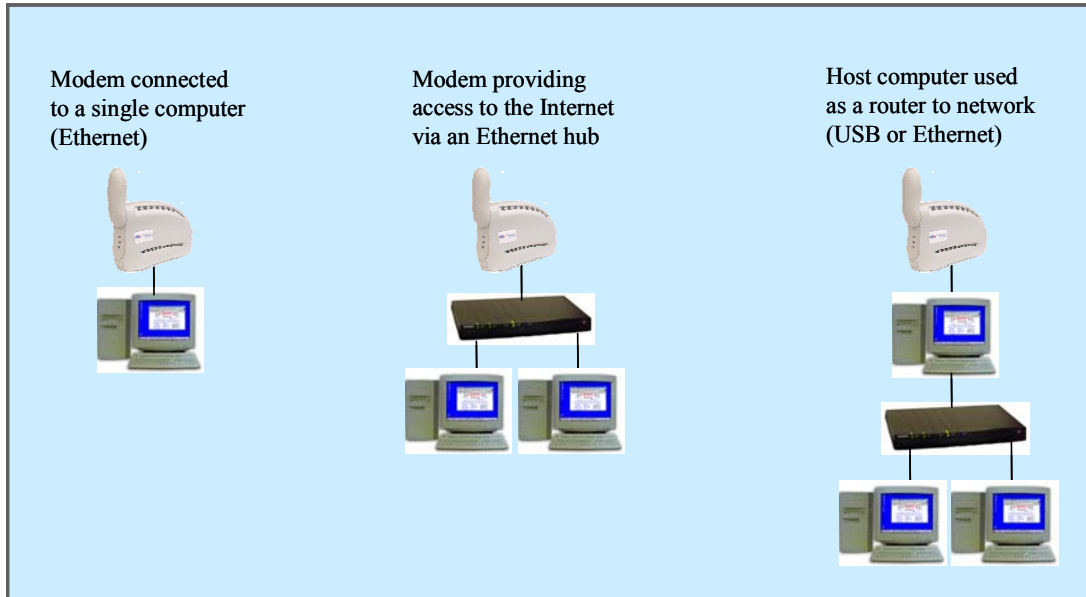 Modem connected
to a single computer
(Ethernet)
Modem providing
access to the Internet
via an Ethernet hub
Host computer used
as a router to network
(USB or Ethernet)